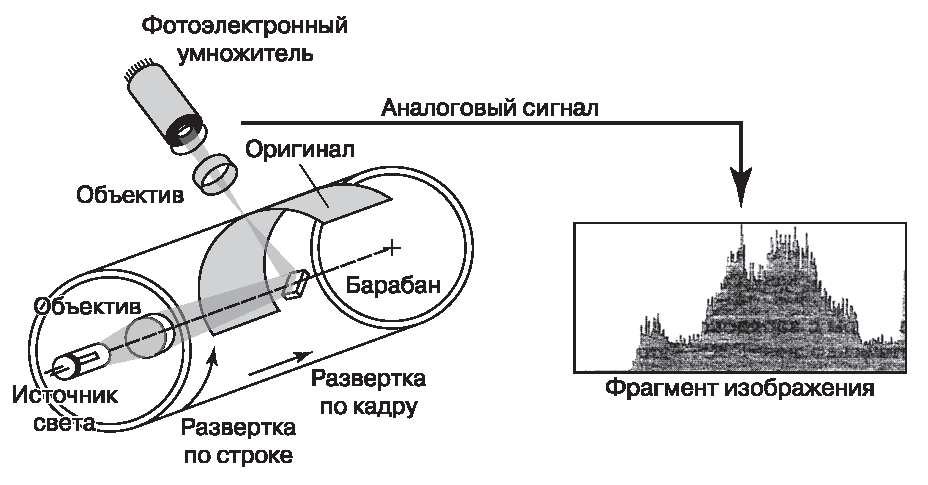 Фотоэлектронный
умножитель
Аналоговый сигнал
Оригинал
Объектив
Барабан
Объектив
Источник
света
Развертка
по кадру
Развертка
по строке
Фрагмент изображения